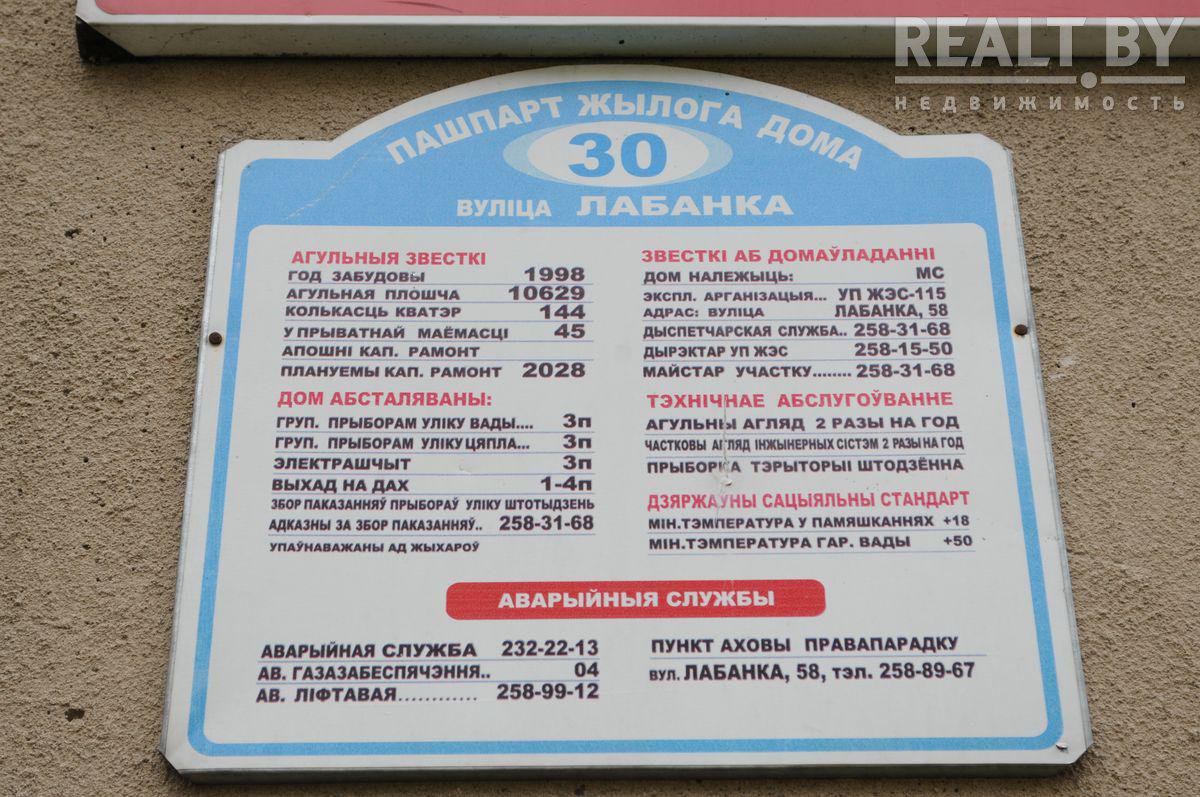 REALT.BY
недвижимость
ПАШПАРТ ЖЫЛОГА ДОМА
30
ВУЛІЦА ЛАБАНКА
АГУЛЬНЫЯ ЗВЕСТКІ
ГОД ЗАБУДОВЫ 1998
АГУЛЬНАЯ ПЛОШЧА 10629
КОЛЬКАСЦЬ КВАТЭР 144
У ПРЫВАТНАЙ МАЁМАСЦІ 45
АПОШНІ КАП. РАМОНТ
ПЛАНУЕМЫ КАП. РАМОНТ 2028
ДОМ АБСТАЛЯВАНЫ:
ГРУП. ПРЫБОРАМ УЛІКУ ВАДЫ.... 3п
ГРУП. ПРЫБОРАМ УЛІКУ ЦЯПЛА... 3п
ЭЛЕКТРАШЧЫТ 3п
ВЫХАД НА ДАХ 1-4п
ЗБОР ПАКАЗАННЯЎ ПРЫБОРАЎ УЛІКУ ШТОТЫДЗЕНЬ
АДКАЗНЫ ЗА ЗБОР ПАКАЗАННЯЎ.. 258-31-68
УПАЎНАВАЖАНЫ АД ЖЫХАРОЎ
ЗВЕСТКІ АБ ДОМАЎЛАДАННІ
ДОМ НАЛЕЖЫЦЬ: МС
ЭКСПЛ. АРГАНІЗАЦЫЯ... УП ЖЭС-115
АДРАС: ВУЛІЦА ЛАБАНКА, 58
ДЫСПЕТЧАРСКАЯ СЛУЖБА.. 258-31-68
ДЫРЭКТАР УП ЖЭС 258-15-50
МАЙСТАР УЧАСТКУ........ 258-31-68
ТЭХНІЧНАЕ АБСЛУГОЎВАННЕ
АГУЛЬНЫ АГЛЯД 2 РАЗЫ НА ГОД
ЧАСТКОВЫ АГЛЯД ІНЖЫНЕРНЫХ СІСТЭМ 2 РАЗЫ НА ГОД
ПРЫБОРКА ТЭРЫТОРЫІ ШТОДЗЁННА
ДЗЯРЖАЎНЫ САЦЫЯЛЬНЫ СТАНДАРТ
МІН.ТЭМПЕРАТУРА У ПАМЯШКАННЯХ +18
МІН.ТЭМПЕРАТУРА ГАР. ВАДЫ +50
АВАРЫЙНЫЯ СЛУЖБЫ
АВАРЫЙНАЯ СЛУЖБА 232-22-13
АВ. ГАЗАЗАБЕСПЯЧЭННЯ.. 04
АВ. ЛІФТАВАЯ............ 258-99-12
ПУНКТ АХОВЫ ПРАВАПАРАДКУ
ВУЛ. ЛАБАНКА, 58, тэл. 258-89-67